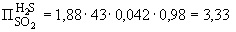 П^{H₂S}_{SO₂} = 1,88· 43· 0,042· 0,98 = 3,33